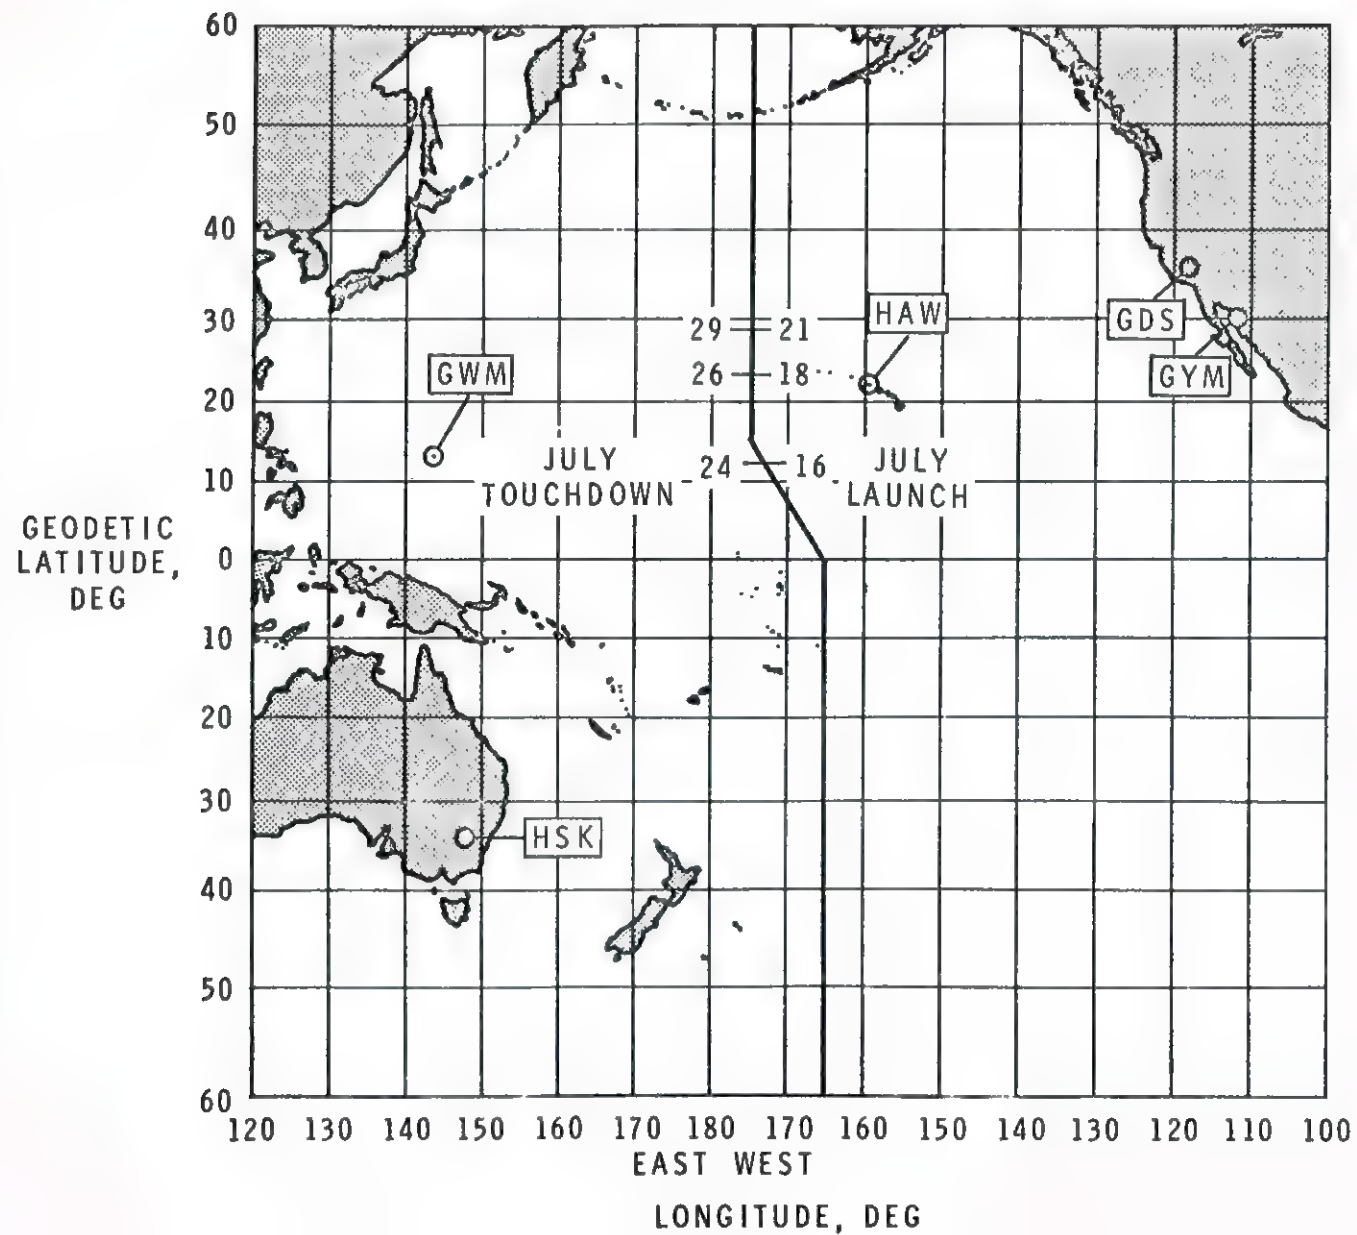 60
50
40
30
20
10
0
10
20
30
40
50
60
GEODETIC
LATITUDE,
DEG
HAW
GDS
GYM
GWM
HSK
29 21
26 18
24 16
JULY
TOUCHDOWN
JULY
LAUNCH
120 130 140 150 160 170 180 170 160 150 140 130 120 110 100
EAST WEST
LONGITUDE, DEG